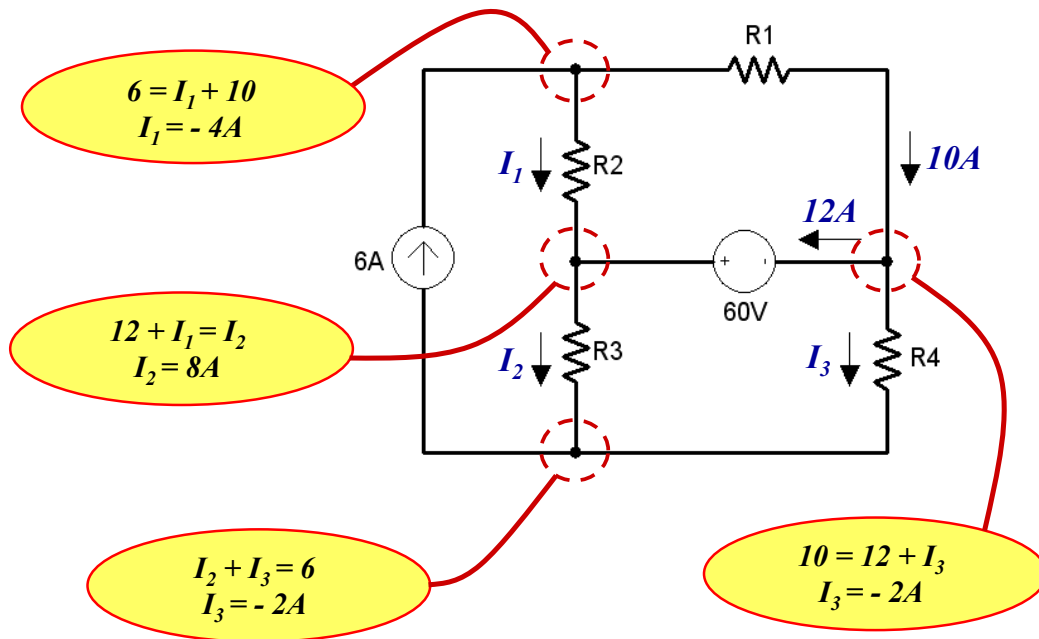 R1
6 = I₁ + 10
I₁ = - 4A
I₁
R2
10A
12A
6A
+ -
60V
12 + I₁ = I₂
I₂ = 8A
I₂
R3
I₃
R4
I₂ + I₃ = 6
I₃ = - 2A
10 = 12 + I₃
I₃ = - 2A